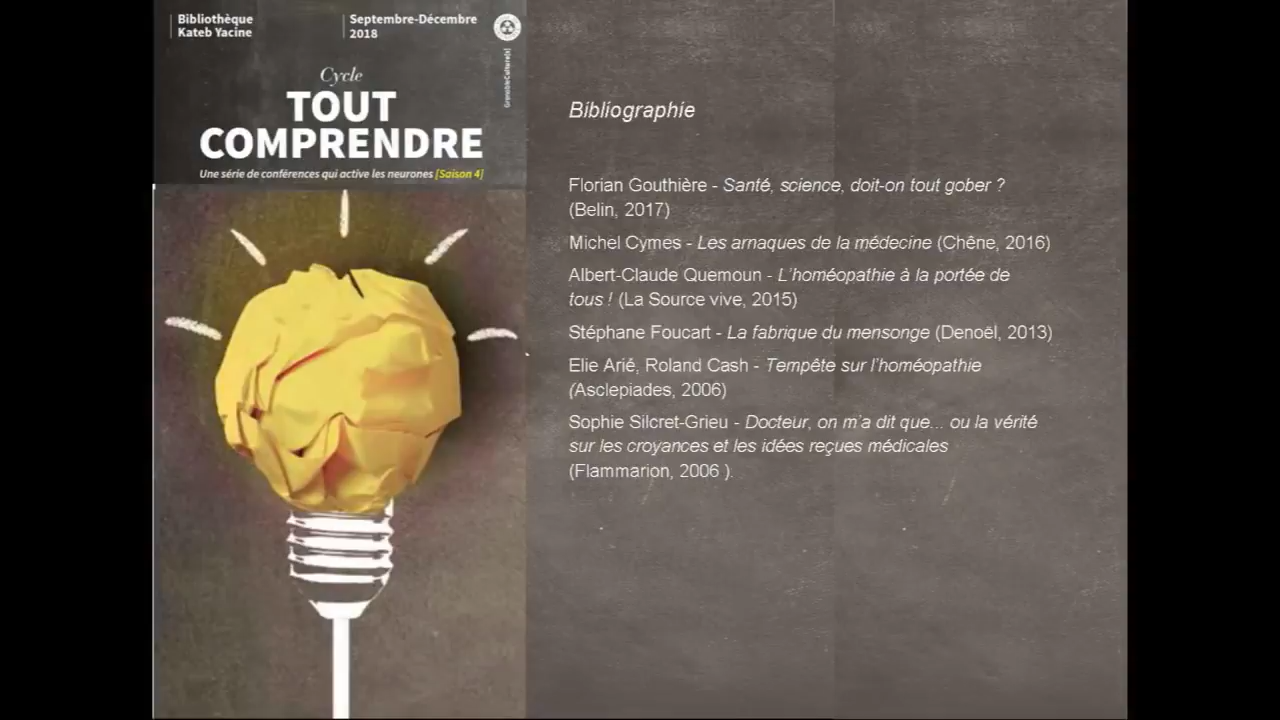 Bibliothèque
Kateb Yacine
Septembre-Décembre
2018
Grenoble Culture(s)
Cycle
TOUT
COMPRENDRE
Une série de conférences qui active les neurones [Saison 4]
Bibliographie
Florian Gouthière - Santé, science, doit-on tout gober ?
(Belin, 2017)
Michel Cymes - Les arnaques de la médecine (Chêne, 2016)
Albert-Claude Quemoun - L'homéopathie à la portée de
tous ! (La Source vive, 2015)
Stéphane Foucart - La fabrique du mensonge (Denoël, 2013)
Elie Arié, Roland Cash - Tempête sur l'homéopathie
(Asclepiades, 2006)
Sophie Silcret-Grieu - Docteur, on m'a dit que... ou la vérité
sur les croyances et les idées reçues médicales
(Flammarion, 2006 ).